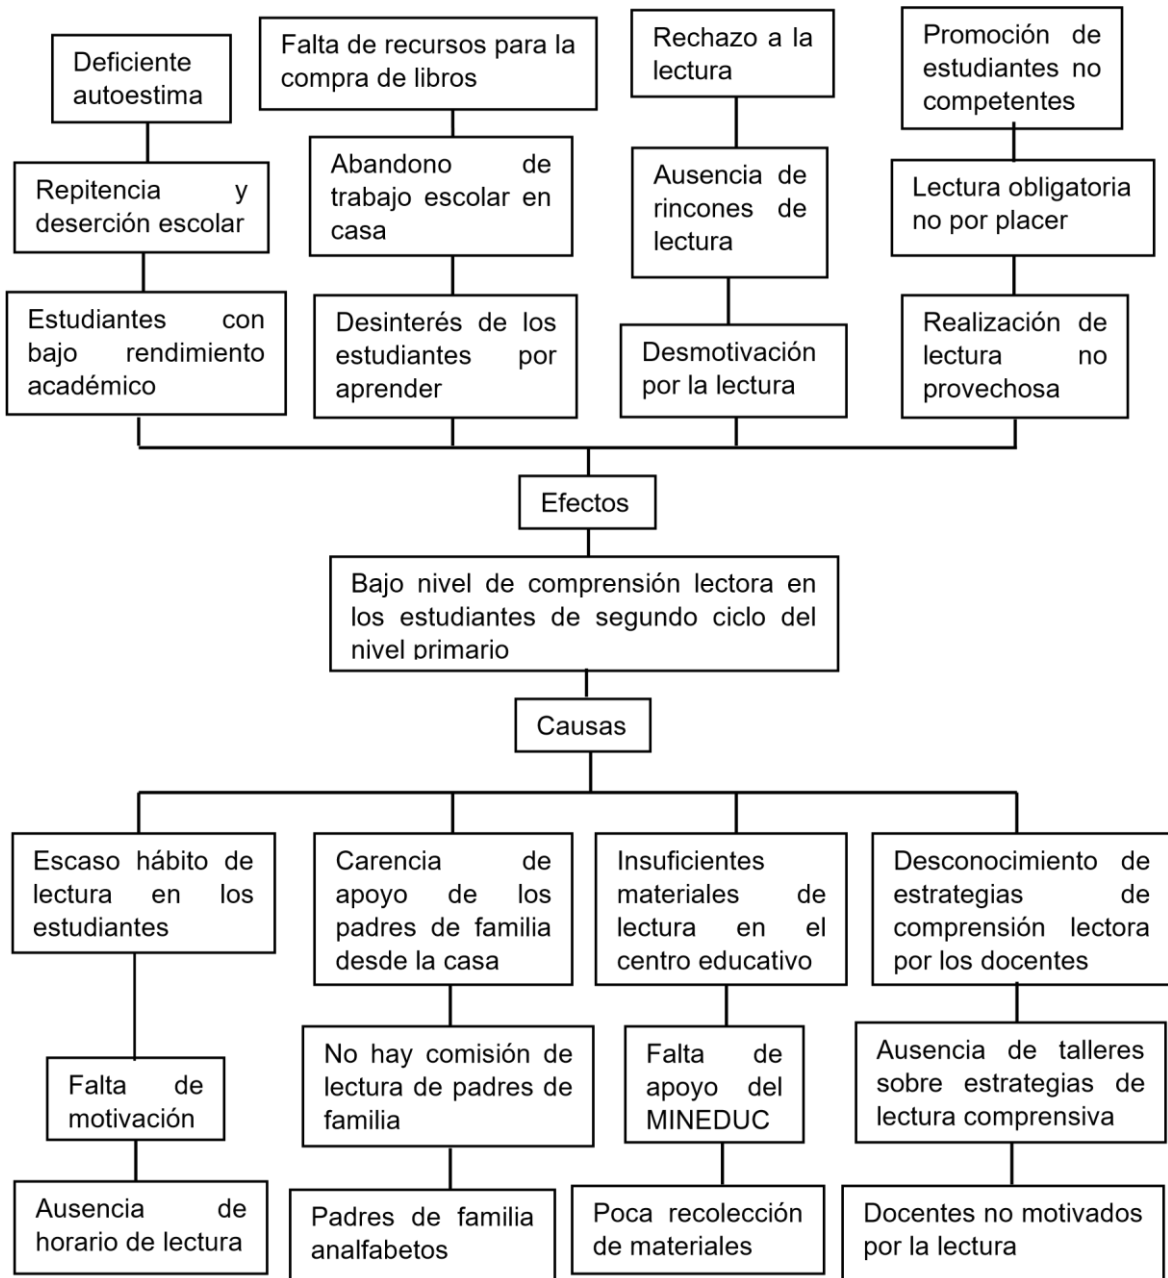 Deficiente
autoestima
Falta de recursos para la
compra de libros
Rechazo a la
lectura
Promoción de
estudiantes no
competentes
Repitencia y
deserción escolar
Abandono de
trabajo escolar en
casa
Ausencia de
rincones de
lectura
Lectura obligatoria
no por placer
Estudiantes con
bajo rendimiento
académico
Desinterés de los
estudiantes por
aprender
Desmotivación
por la lectura
Realización de
lectura no
provechosa
Efectos
Bajo nivel de comprensión lectora en
los estudiantes de segundo ciclo del
nivel primario
Causas
Escaso hábito de
lectura en los
estudiantes
Carencia de
apoyo de los
padres de familia
desde la casa
Insuficientes
materiales de
lectura en el
centro educativo
Desconocimiento de
estrategias de
comprensión lectora
por los docentes
Falta de
motivación
No hay comisión de
lectura de padres de
familia
Falta de
apoyo del
MINEDUC
Ausencia de talleres
sobre estrategias de
lectura comprensiva
Ausencia de
horario de lectura
Padres de familia
analfabetos
Poca recolección
de materiales
Docentes no motivados
por la lectura